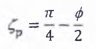 ζₚ = π/4 − ϕ/2